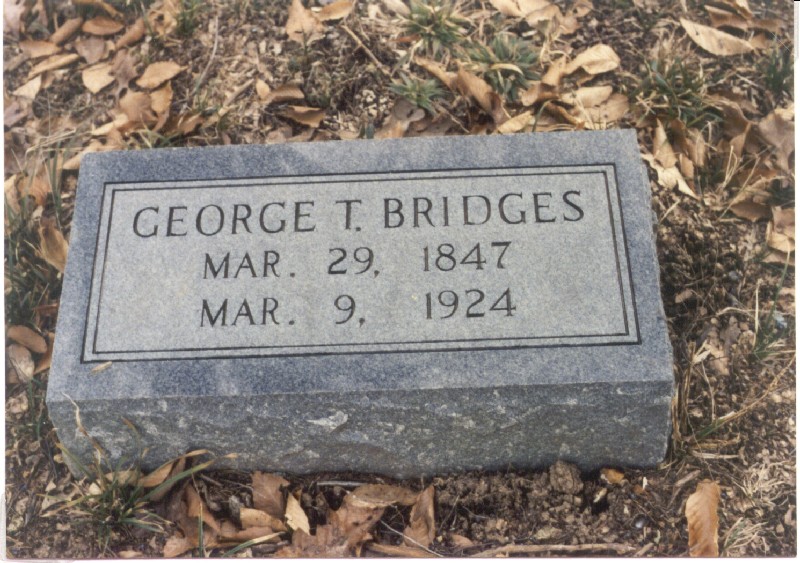 GEORGE T. BRIDGES
MAR. 29, 1847
MAR. 9, 1924